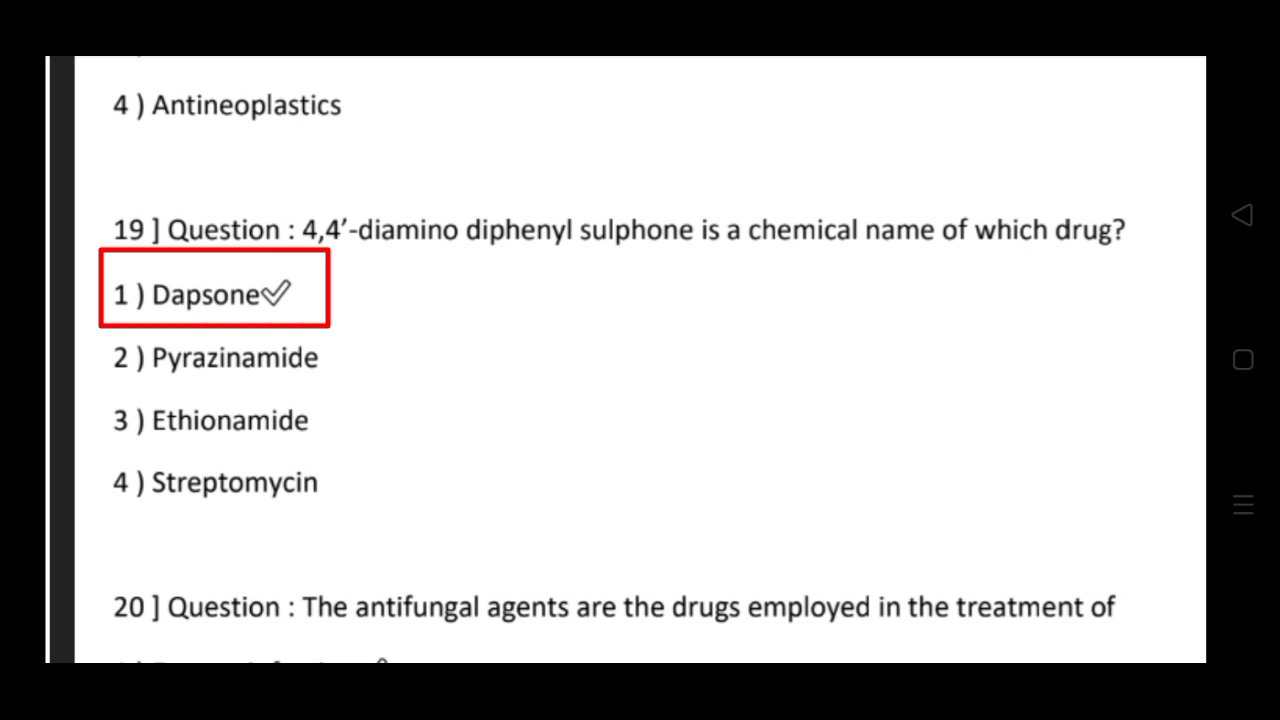 4 ) Antineoplastics
19 ] Question : 4,4’-diamino diphenyl sulphone is a chemical name of which drug?
1 ) Dapsone✓
2 ) Pyrazinamide
3 ) Ethionamide
4 ) Streptomycin
20 ] Question : The antifungal agents are the drugs employed in the treatment of